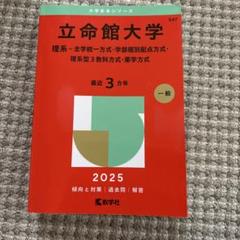 大学赤本シリーズ
547
立命館大学
理系－全学統一方式・学部個別配点方式・
理系型3教科方式・薬学方式
最近3カ年
一般
2025
傾向と対策｜過去問｜解答
教学社